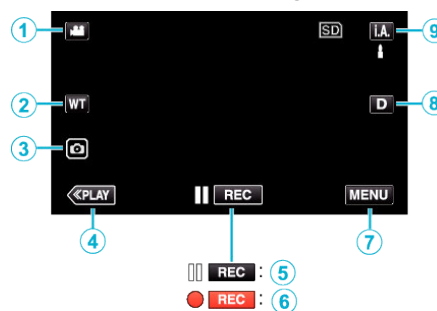 1 SD i.A. 9
2 WT D 8
3
≪PLAY REC MENU
4 7
REC : 5
REC : 6